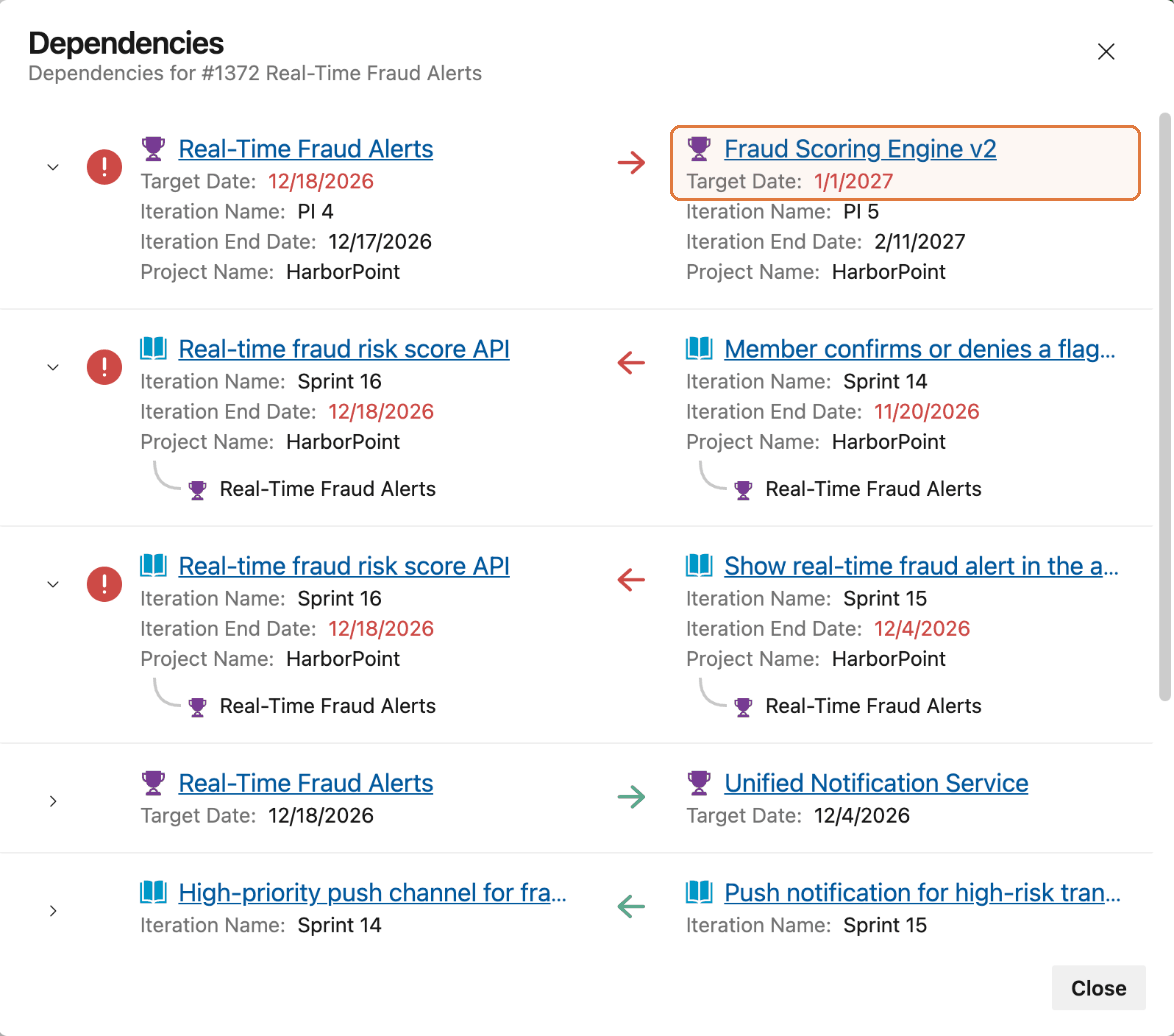 Dependencies
Dependencies for #1372 Real-Time Fraud Alerts
Real-Time Fraud Alerts
Target Date: 12/18/2026
Iteration Name: PI 4
Iteration End Date: 12/17/2026
Project Name: HarborPoint
Fraud Scoring Engine v2
Target Date: 1/1/2027
Iteration Name: PI 5
Iteration End Date: 2/11/2027
Project Name: HarborPoint
Real-time fraud risk score API
Iteration Name: Sprint 16
Iteration End Date: 12/18/2026
Project Name: HarborPoint
Real-Time Fraud Alerts
Member confirms or denies a flag...
Iteration Name: Sprint 14
Iteration End Date: 11/20/2026
Project Name: HarborPoint
Real-Time Fraud Alerts
Real-time fraud risk score API
Iteration Name: Sprint 16
Iteration End Date: 12/18/2026
Project Name: HarborPoint
Real-Time Fraud Alerts
Show real-time fraud alert in the a...
Iteration Name: Sprint 15
Iteration End Date: 12/4/2026
Project Name: HarborPoint
Real-Time Fraud Alerts
Real-Time Fraud Alerts
Target Date: 12/18/2026
Unified Notification Service
Target Date: 12/4/2026
High-priority push channel for fra...
Iteration Name: Sprint 14
Push notification for high-risk tran...
Iteration Name: Sprint 15
Close